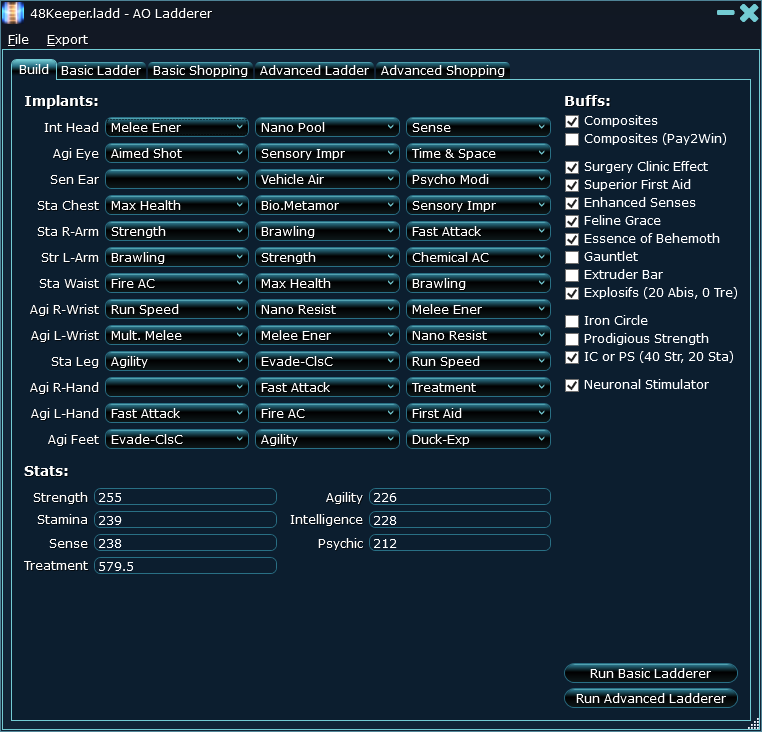 48Keeper.ladd - AO Ladderer
File Export
Build Basic Ladder Basic Shopping Advanced Ladder Advanced Shopping
Implants: Buffs:
Int Head Melee Ener Nano Pool Sense Composites
Composites (Pay2Win)
Agi Eye Aimed Shot Sensory Impr Time & Space
Surgery Clinic Effect
Sen Ear Vehicle Air Psycho Modi Superior First Aid
Sta Chest Max Health Bio.Metamor Sensory Impr Enhanced Senses
Feline Grace
Sta R-Arm Strength Brawling Fast Attack Essence of Behemoth
Str L-Arm Brawling Strength Chemical AC Gauntlet
Extruder Bar
Sta Waist Fire AC Max Health Brawling Explosifs (20 Abis, 0 Tre)
Agi R-Wrist Run Speed Nano Resist Melee Ener Iron Circle
Agi L-Wrist Mult. Melee Melee Ener Nano Resist Prodigious Strength
Sta Leg Agility Evade-ClsC Run Speed IC or PS (40 Str, 20 Sta)
Agi R-Hand Fast Attack Treatment Neuronal Stimulator
Agi L-Hand Fast Attack Fire AC First Aid
Agi Feet Evade-ClsC Agility Duck-Exp
Stats:
Strength 255 Agility 226
Stamina 239 Intelligence 228
Sense 238 Psychic 212
Treatment 579.5
Run Basic Ladderer
Run Advanced Ladderer